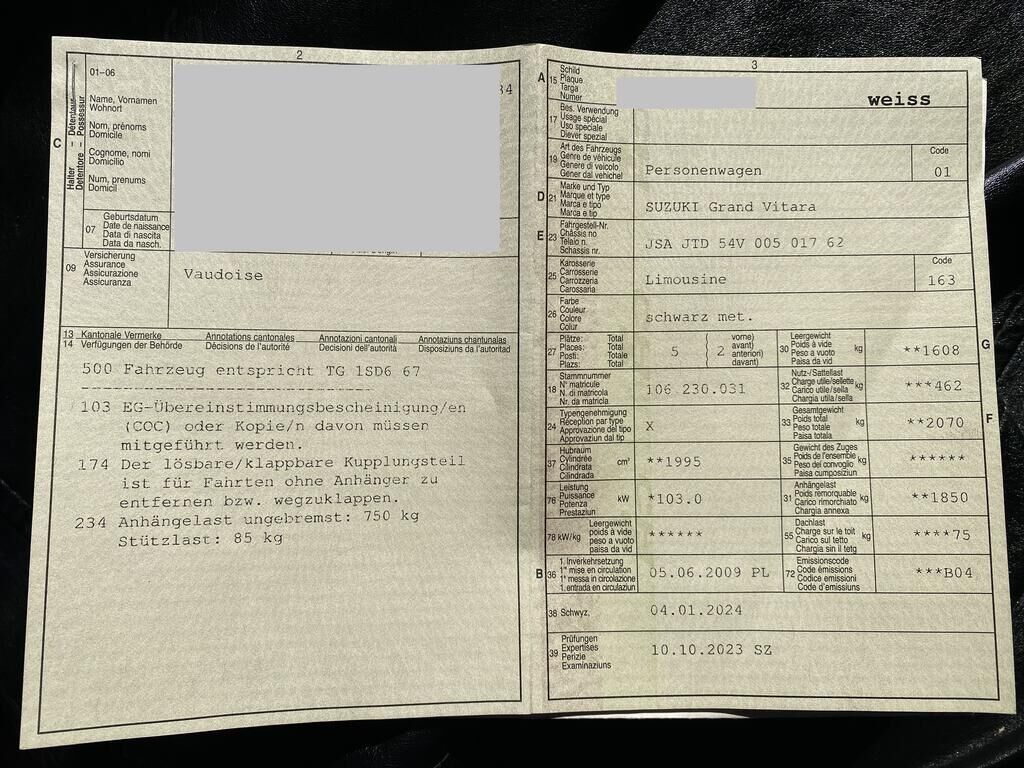 2
01-06
34
Name, Vornamen
Wohnort
Nom, prénoms
Domicile
Cognome, nomi
Domicilio
Num, prenums
Domicil
C
Halter – Détenteur
Detentore – Possessur
07
Geburtsdatum
Date de naissance
Data di nascita
Data da nasch.
09
Versicherung
Assurance
Assicurazione
Assicuranza
Vaudoise
13 Kantonale Vermerke Annotations cantonales Annotazioni cantonali Annotaziuns chantunalas
14 Verfügungen der Behörde Décisions de l'autorité Decisioni dell'autorità Disposiziuns da l'autoritad
500 Fahrzeug entspricht TG 1SD6 67
--------------------------------
103 EG-Übereinstimmungsbescheinigung/en
(COC) oder Kopie/n davon müssen
mitgeführt werden.
174 Der lösbare/klappbare Kupplungsteil
ist für Fahrten ohne Anhänger zu
entfernen bzw. wegzuklappen.
234 Anhängelast ungebremst: 750 kg
Stützlast: 85 kg
3
A 15
Schild
Plaque
Targa
Numer
weiss
17
Bes. Verwendung
Usage spécial
Uso speciale
Diever spezial
19
Art des Fahrzeugs
Genre de véhicule
Genere di veicolo
Gener dal vehichel
Personenwagen
Code
01
D 21
Marke und Typ
Marque et type
Marca e tipo
Marca e tip
SUZUKI Grand Vitara
E 23
Fahrgestell-Nr.
Châssis no
Telaio n.
Schassis nr.
JSA JTD 54V 005 017 62
25
Karosserie
Carrosserie
Carrozzeria
Carossaria
Limousine
Code
163
26
Farbe
Couleur
Colore
Colur
schwarz met.
27
Plätze: Total
Places: Total
Posti: Totale
Plazs: Total
5 ( 2 vorne)
avant)
anteriori)
davant)
30
Leergewicht
Poids à vide
Peso a vuoto
Paisa da vid
kg
**1608
G
18
Stammnummer
N° matricule
N. di matricola
Nr. da matricla
106.230.031
32
Nutz-/Sattellast
Charge utile/sellette
Carico utile/sella
Chargia utila/sella
kg
***462
24
Typengenehmigung
Réception par type
Approvazione del tipo
Approvaziun dal tip
X
33
Gesamtgewicht
Poids total
Peso totale
Paisa totala
kg
**2070
F
37
Hubraum
Cylindrée
Cilindrata
Cilindrada
cm³
**1995
35
Gewicht des Zuges
Poids de l'ensemble
Peso del convoglio
Paisa cumposiziun
kg
******
76
Leistung
Puissance
Potenza
Prestaziun
kW
*103.0
31
Anhängelast
Poids remorquable
Carico rimorchiato
Chargia annexa
kg
**1850
78 kW/kg
Leergewicht
poids à vide
peso a vuoto
paisa da vid
******
55
Dachlast
Charge sur le toit
Carico sul tetto
Chargia sin il tetg
kg
****75
B 36
1. Inverkehrsetzung
1re mise en circulation
1a messa in circolazione
1. entrada en circulaziun
05.06.2009 PL
72
Emissionscode
Code émissions
Codice emissioni
Code d'emissiuns
***B04
38 Schwyz,
04.01.2024
39
Prüfungen
Expertises
Perizie
Examinaziuns
10.10.2023 SZ